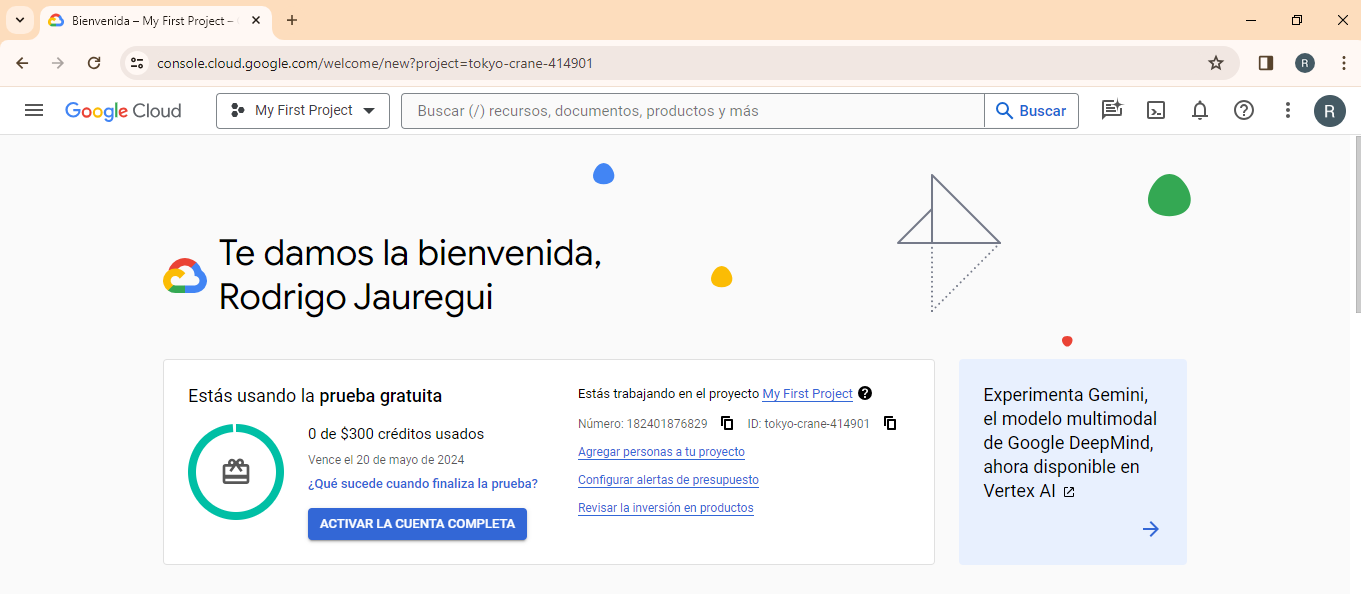 Bienvenida – My First Project –
console.cloud.google.com/welcome/new?project=tokyo-crane-414901
R
Google Cloud
My First Project
Buscar (/) recursos, documentos, productos y más
Buscar
R
Te damos la bienvenida,
Rodrigo Jauregui
Estás usando la prueba gratuita
0 de $300 créditos usados
Vence el 20 de mayo de 2024
¿Qué sucede cuando finaliza la prueba?
ACTIVAR LA CUENTA COMPLETA
Estás trabajando en el proyecto My First Project
Número: 182401876829 ID: tokyo-crane-414901
Agregar personas a tu proyecto
Configurar alertas de presupuesto
Revisar la inversión en productos
Experimenta Gemini,
el modelo multimodal
de Google DeepMind,
ahora disponible en
Vertex AI